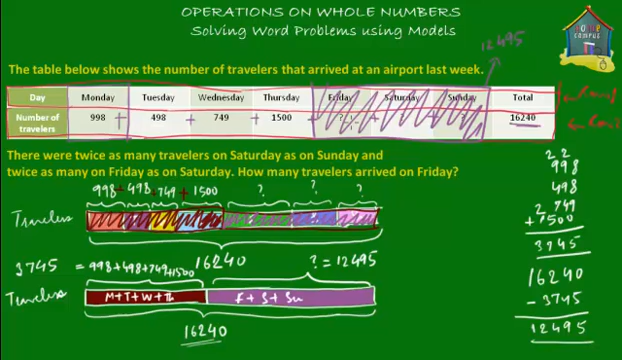 OPERATIONS ON WHOLE NUMBERS
Solving Word Problems using Models
HOME
CAMPUS
12495
The table below shows the number of travelers that arrived at an airport last week.
Day Monday Tuesday Wednesday Thursday Friday Saturday Sunday Total
Number of travelers 998 + 498 + 749 + 1500 ? 16240
There were twice as many travelers on Saturday as on Sunday and
twice as many on Friday as on Saturday. How many travelers arrived on Friday?
998 + 498 + 749 + 1500 ? ? ?
Travelers
16240
3745 = 998+498+749+1500 ? = 12495
Travelers M+T+W+Th F+S+Su
16240
2 2
998
498
2 749
+ 1500
3745
16240
- 3745
12495